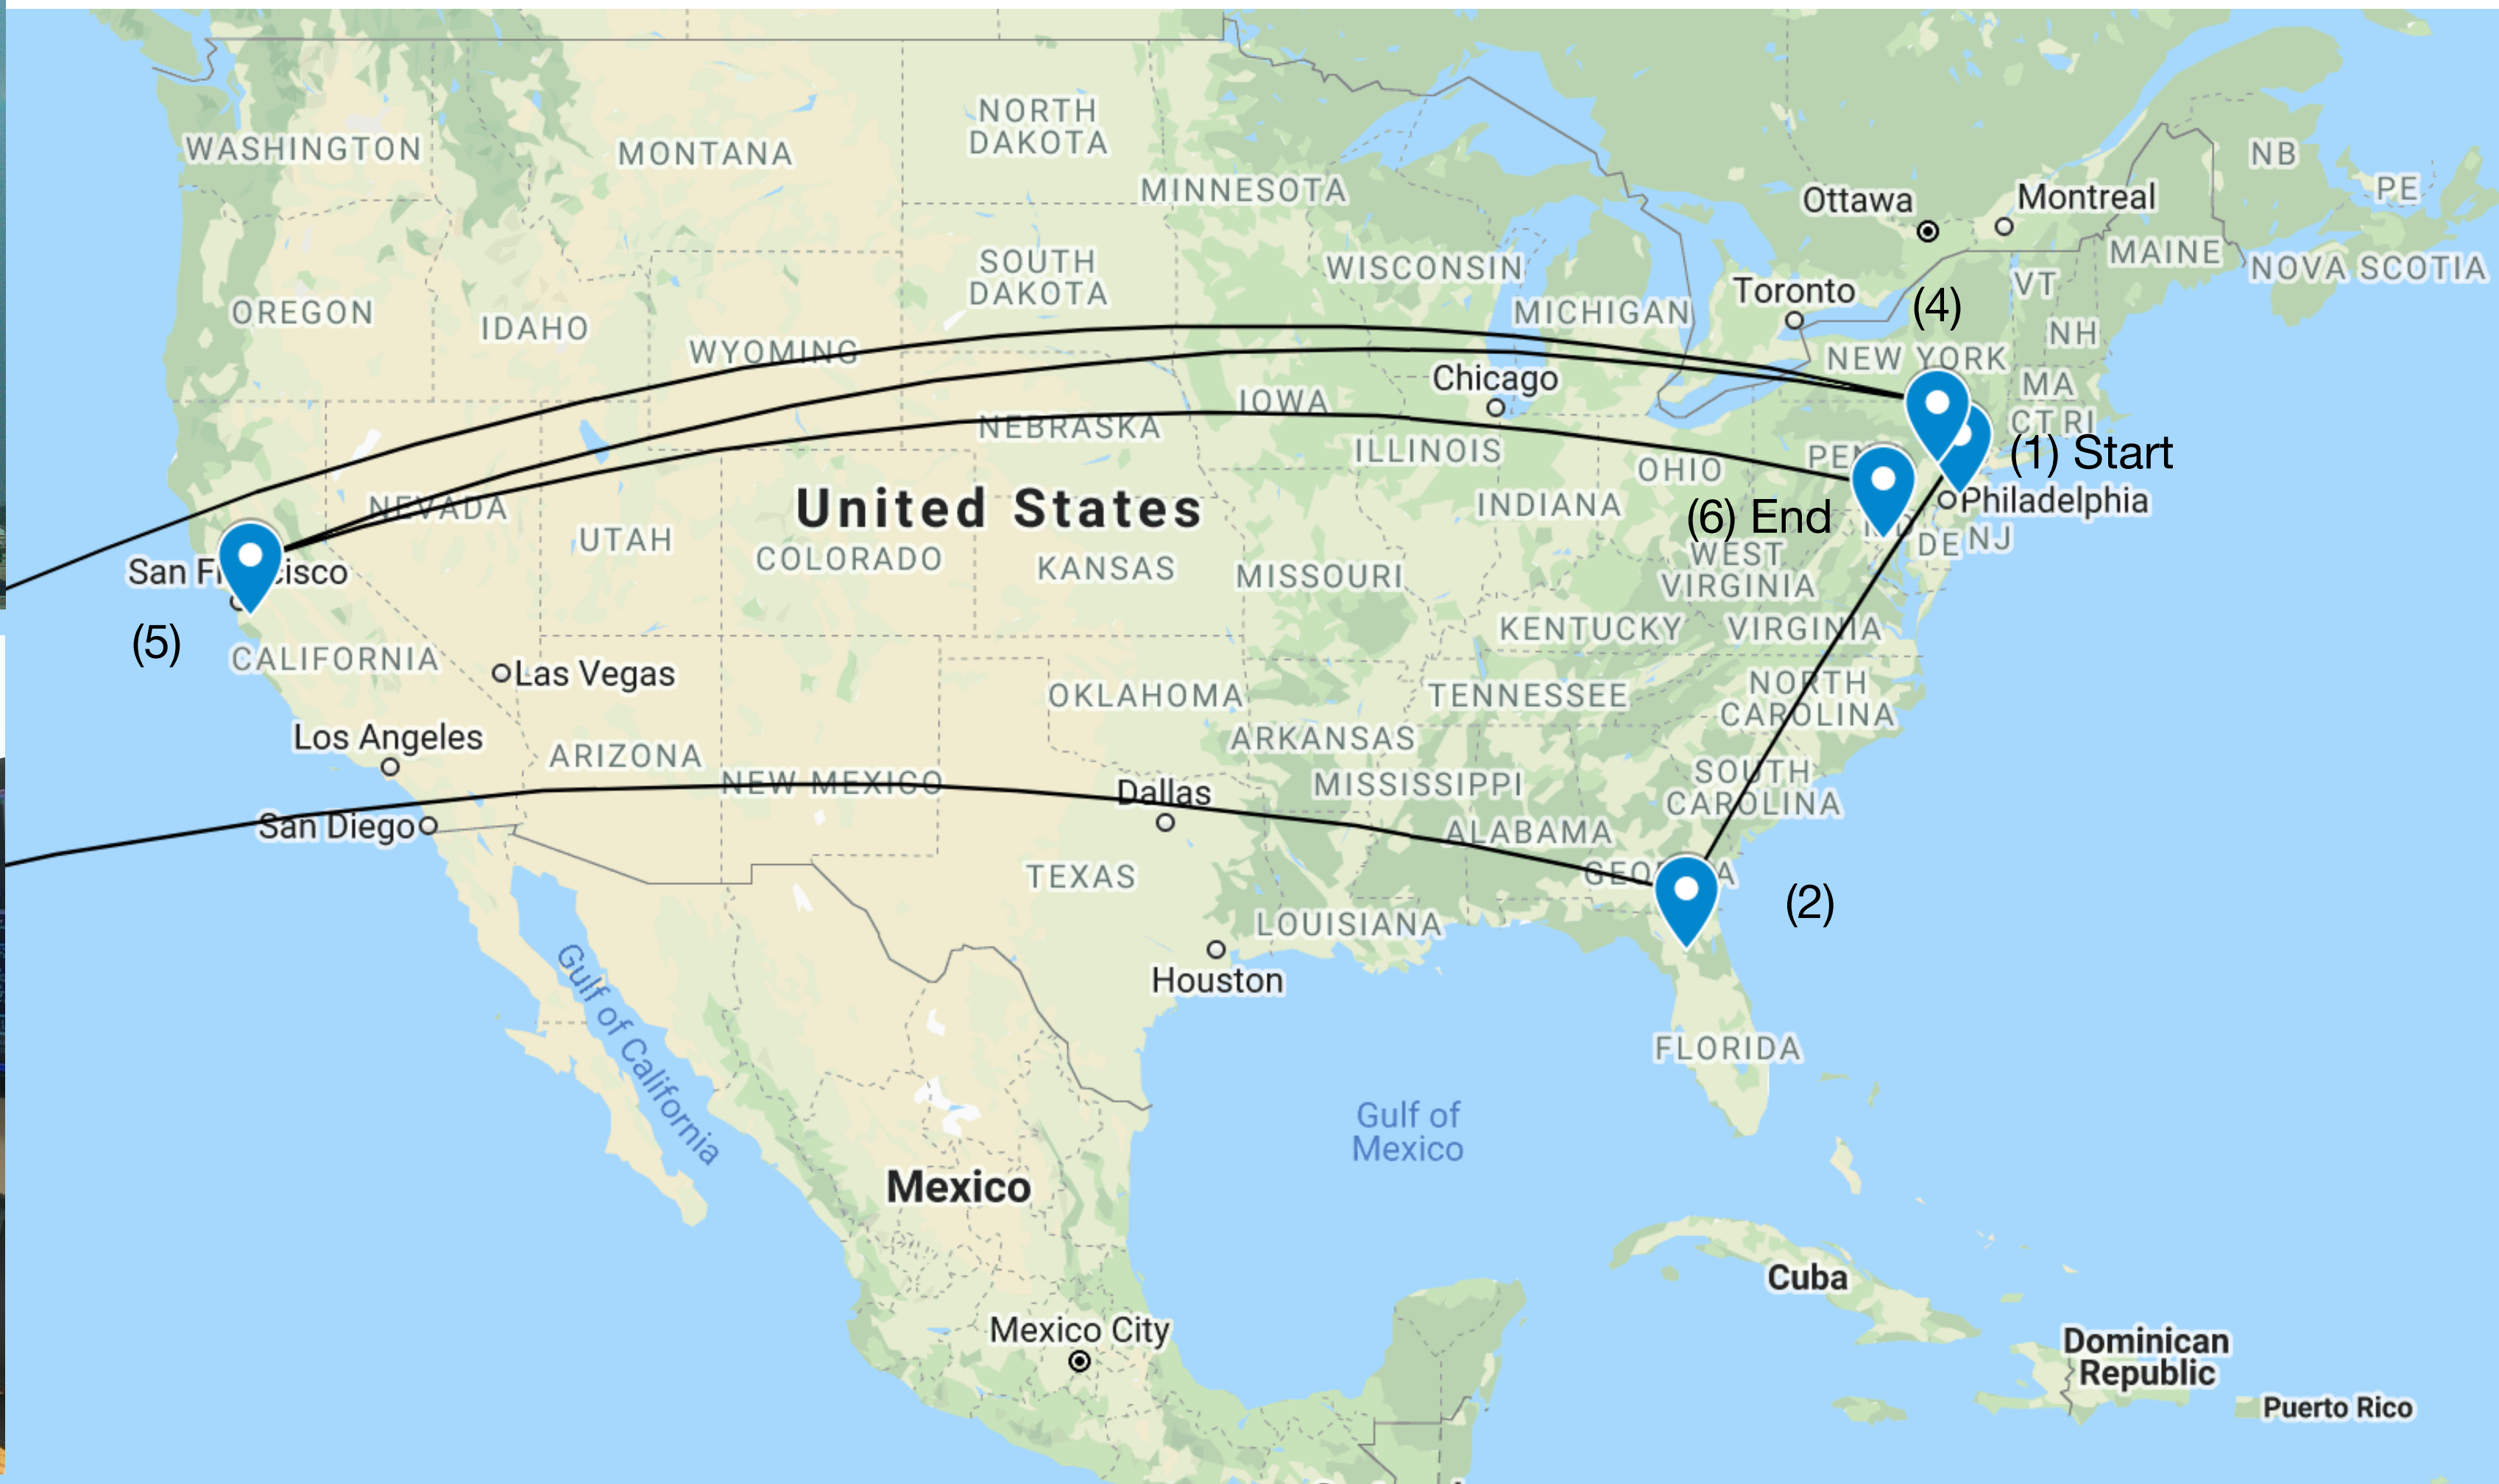 WASHINGTON
MONTANA
NORTH
DAKOTA
MINNESOTA
NB
PE
Ottawa
Montreal
MAINE
NOVA SCOTIA
SOUTH
DAKOTA
WISCONSIN
VT
Toronto
(4)
OREGON
IDAHO
MICHIGAN
NH
WYOMING
NEW YORK
Chicago
MA
IOWA
CT RI
NEBRASKA
ILLINOIS
OHIO
PEN
(1) Start
NEVADA
United States
INDIANA
(6) End
Philadelphia
UTAH
COLORADO
KANSAS
MISSOURI
WEST
VIRGINIA
DE NJ
San Fr cisco
(5)
CALIFORNIA
KENTUCKY
VIRGINIA
Las Vegas
OKLAHOMA
TENNESSEE
NORTH
CAROLINA
Los Angeles
ARIZONA
NEW MEXICO
ARKANSAS
MISSISSIPPI
SOUTH
CAROLINA
Dallas
San Diego
ALABAMA
TEXAS
GEO A
(2)
LOUISIANA
Houston
Gulf of California
FLORIDA
Gulf of
Mexico
Mexico
Cuba
Mexico City
Dominican
Republic
Puerto Rico